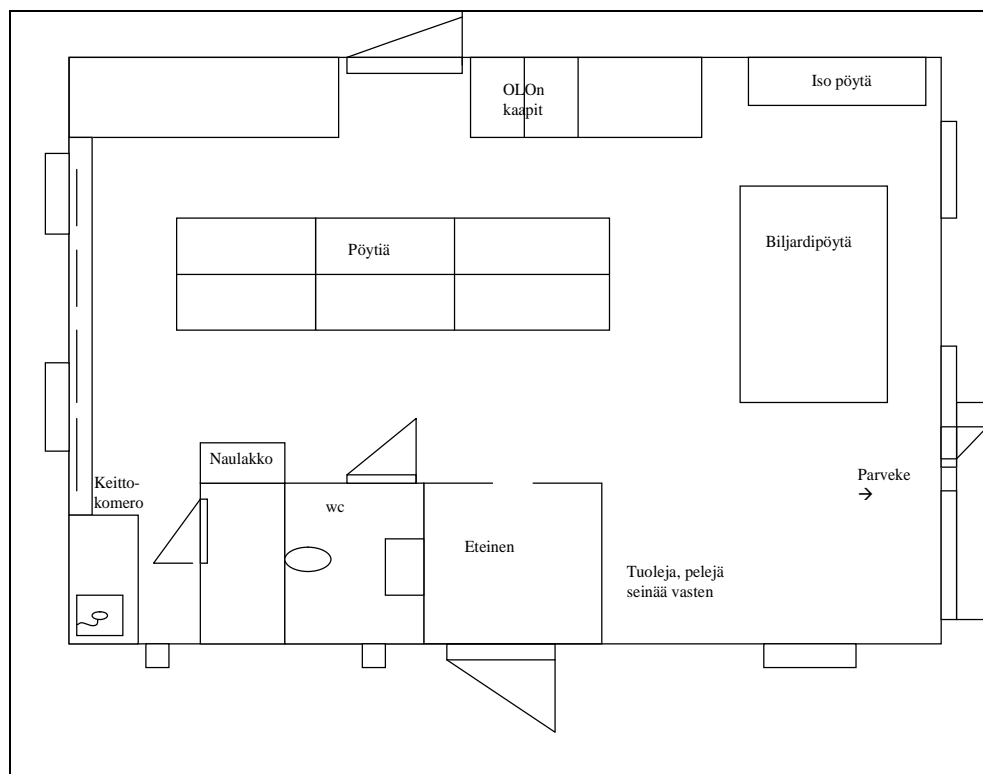 OLOn
kaapit
Iso pöytä
Pöytiä
Biljardipöytä
Naulakko
Keitto-
komero
wc
Eteinen
Parveke
→
Tuoleja, pelejä
seinää vasten